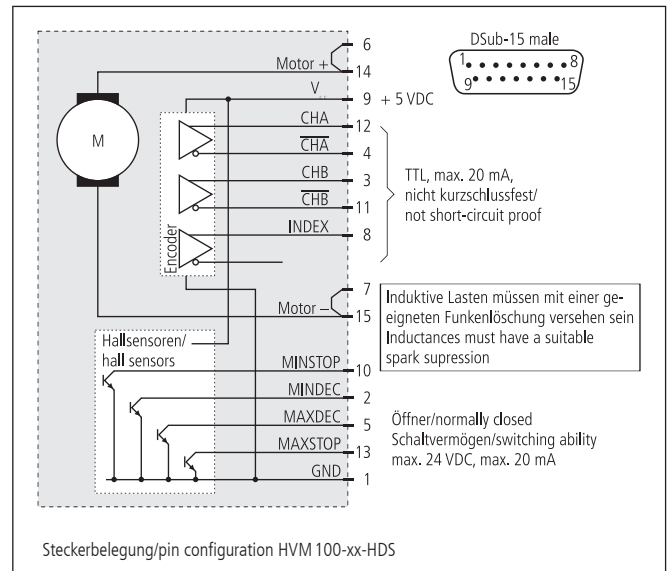 DSub-15 male
1 8
9 15
6
Motor + 14
V 9 + 5 VDC
M
CHA 12
CHA 4
CHB 3
CHB 11
INDEX 8
Encoder
TTL, max. 20 mA,
nicht kurzschlussfest/
not short-circuit proof
7
Motor – 15
Induktive Lasten müssen mit einer ge-
eigneten Funkenlöschung versehen sein
Inductances must have a suitable
spark supression
Hallsensoren/
hall sensors
MINSTOP 10
MINDEC 2
MAXDEC 5
MAXSTOP 13
GND 1
Öffner/normally closed
Schaltvermögen/switching ability
max. 24 VDC, max. 20 mA
Steckerbelegung/pin configuration HVM 100-xx-HDS